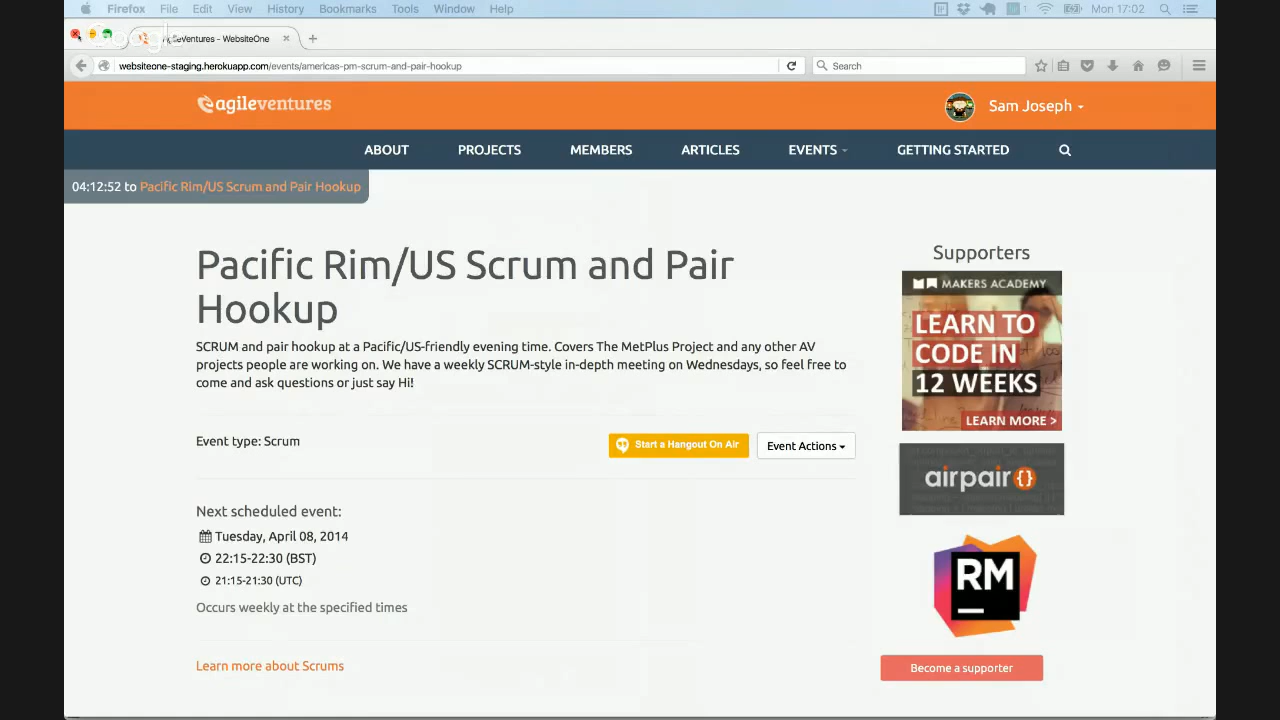 Firefox File Edit View History Bookmarks Tools Window Help Mon 17:02
AgileVentures - WebsiteOne
websiteone-staging.herokuapp.com/events/americas-pm-scrum-and-pair-hookup Search
agileventures Sam Joseph
ABOUT PROJECTS MEMBERS ARTICLES EVENTS GETTING STARTED
04:12:52 to Pacific Rim/US Scrum and Pair Hookup
Pacific Rim/US Scrum and Pair
Hookup
SCRUM and pair hookup at a Pacific/US-friendly evening time. Covers The MetPlus Project and any other AV
projects people are working on. We have a weekly SCRUM-style in-depth meeting on Wednesdays, so feel free to
come and ask questions or just say Hi!
Event type: Scrum
Start a Hangout On Air Event Actions
Next scheduled event:
Tuesday, April 08, 2014
22:15-22:30 (BST)
21:15-21:30 (UTC)
Occurs weekly at the specified times
Learn more about Scrums
Supporters
MAKERS ACADEMY
LEARN TO
CODE IN
12 WEEKS
LEARN MORE >
airpair{}
RM
Become a supporter